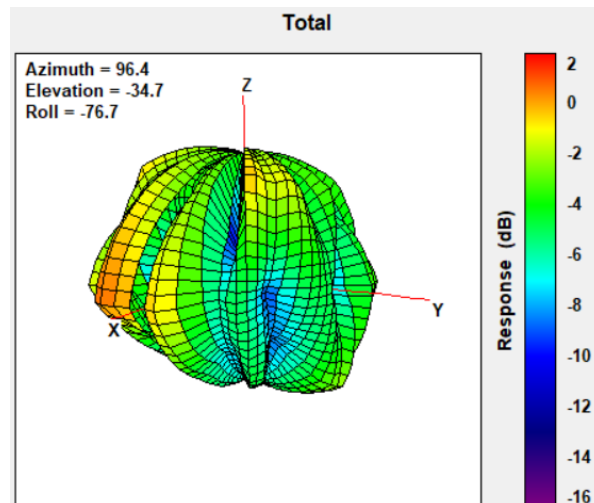 Total
Azimuth = 96.4
Elevation = -34.7
Roll = -76.7
Z
X
Y
Response (dB)
2
0
-2
-4
-6
-8
-10
-12
-14
-16